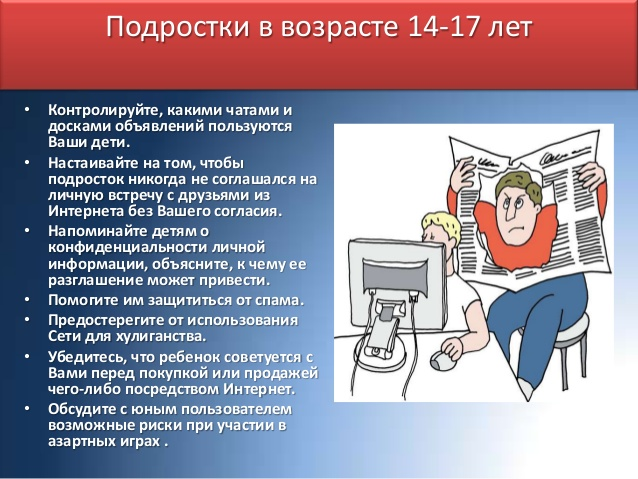 Подростки в возрасте 14-17 лет
• Контролируйте, какими чатами и
досками объявлений пользуются
Ваши дети.
• Настаивайте на том, чтобы
подросток никогда не соглашался на
личную встречу с друзьями из
Интернета без Вашего согласия.
• Напоминайте детям о
конфиденциальности личной
информации, объясните, к чему ее
разглашение может привести.
• Помогите им защититься от спама.
• Предостерегите от использования
Сети для хулиганства.
• Убедитесь, что ребенок советуется с
Вами перед покупкой или продажей
чего-либо посредством Интернет.
• Обсудите с юным пользователем
возможные риски при участии в
азартных играх .